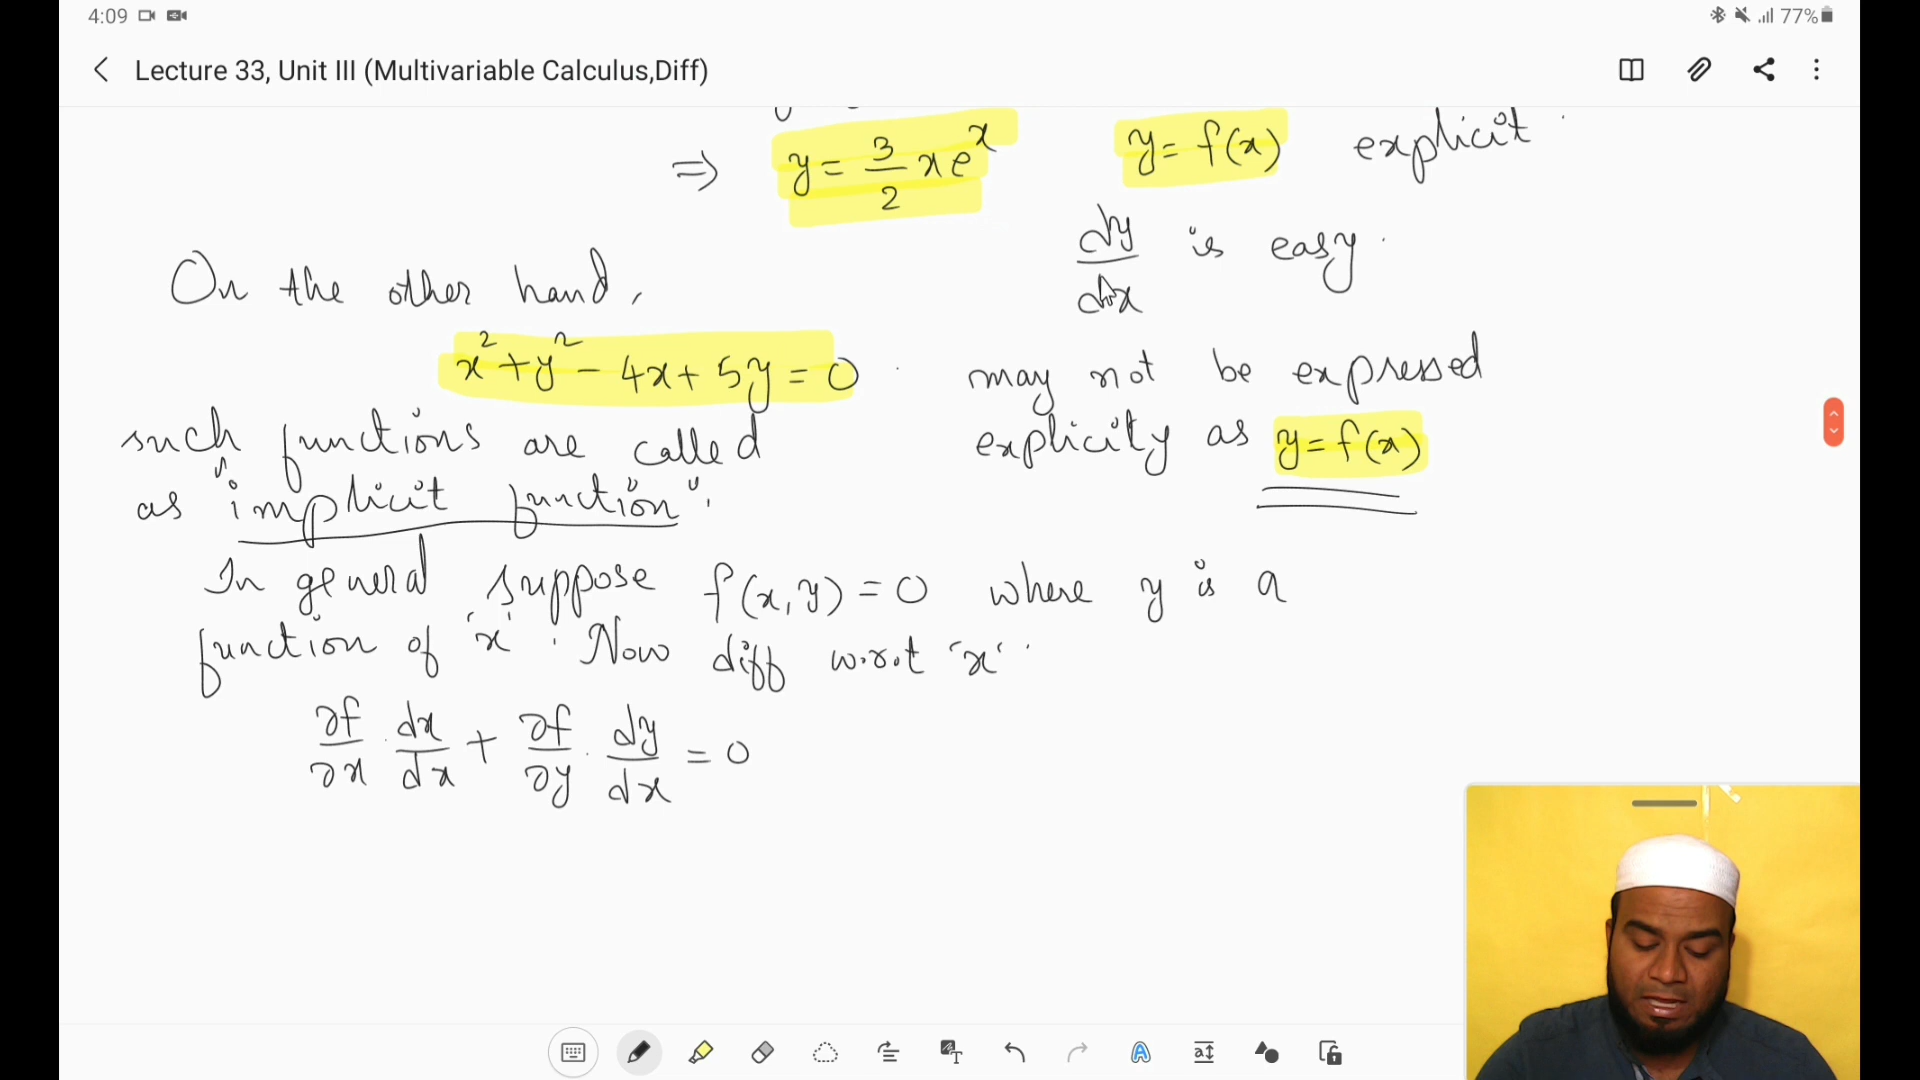 4:09 77%
Lecture 33, Unit III (Multivariable Calculus,Diff)
⇒ y = 3/2 x e^x y = f(x) explicit.
dy/dx is easy.
On the other hand,
x² + y² - 4x + 5y = 0. may not be expressed
explicity as y = f(x)
such functions are called
as "implicit function".
In general suppose f(x,y) = 0 where y is a
function of 'x'. Now diff w.r.t 'x'.
∂f/∂x · dx/dx + ∂f/∂y · dy/dx = 0